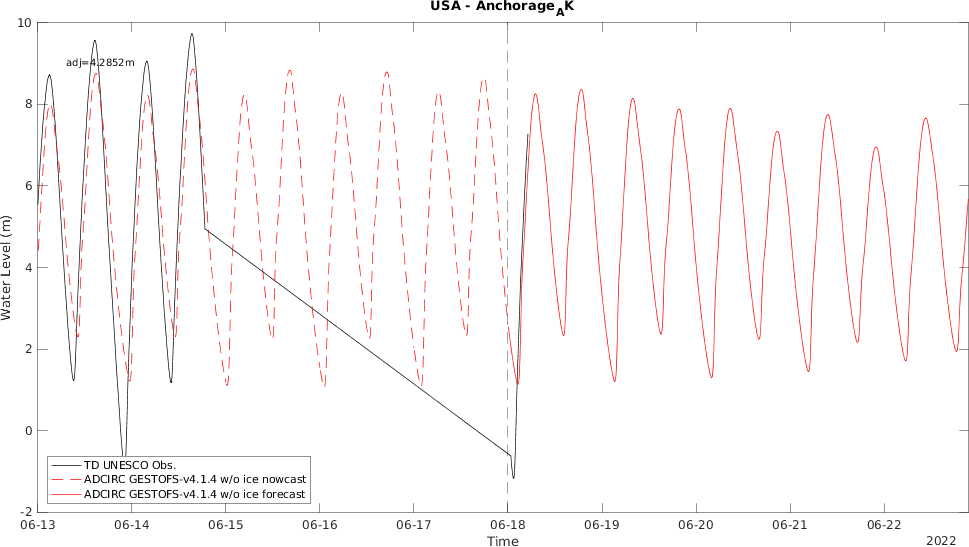 USA - Anchorage AK
adj=4.2852m
10
8
6
4
2
0
-2
Water Level (m)
TD UNESCO Obs.
ADCIRC GESTOFS-v4.1.4 w/o ice nowcast
ADCIRC GESTOFS-v4.1.4 w/o ice forecast
06-13 06-14 06-15 06-16 06-17 06-18 06-19 06-20 06-21 06-22
Time
2022